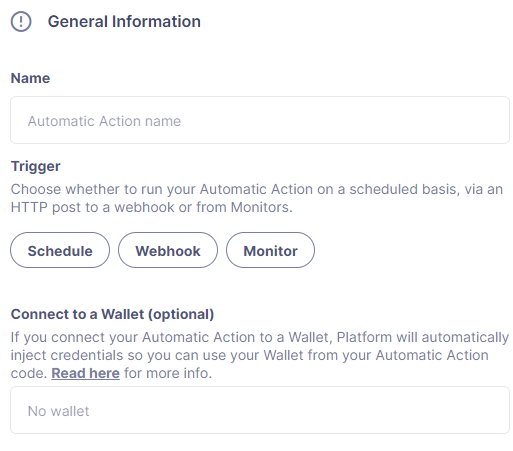 General Information
Name
Automatic Action name
Trigger
Choose whether to run your Automatic Action on a scheduled basis, via an
HTTP post to a webhook or from Monitors.
Schedule Webhook Monitor
Connect to a Wallet (optional)
If you connect your Automatic Action to a Wallet, Platform will automatically
inject credentials so you can use your Wallet from your Automatic Action
code. Read here for more info.
No wallet